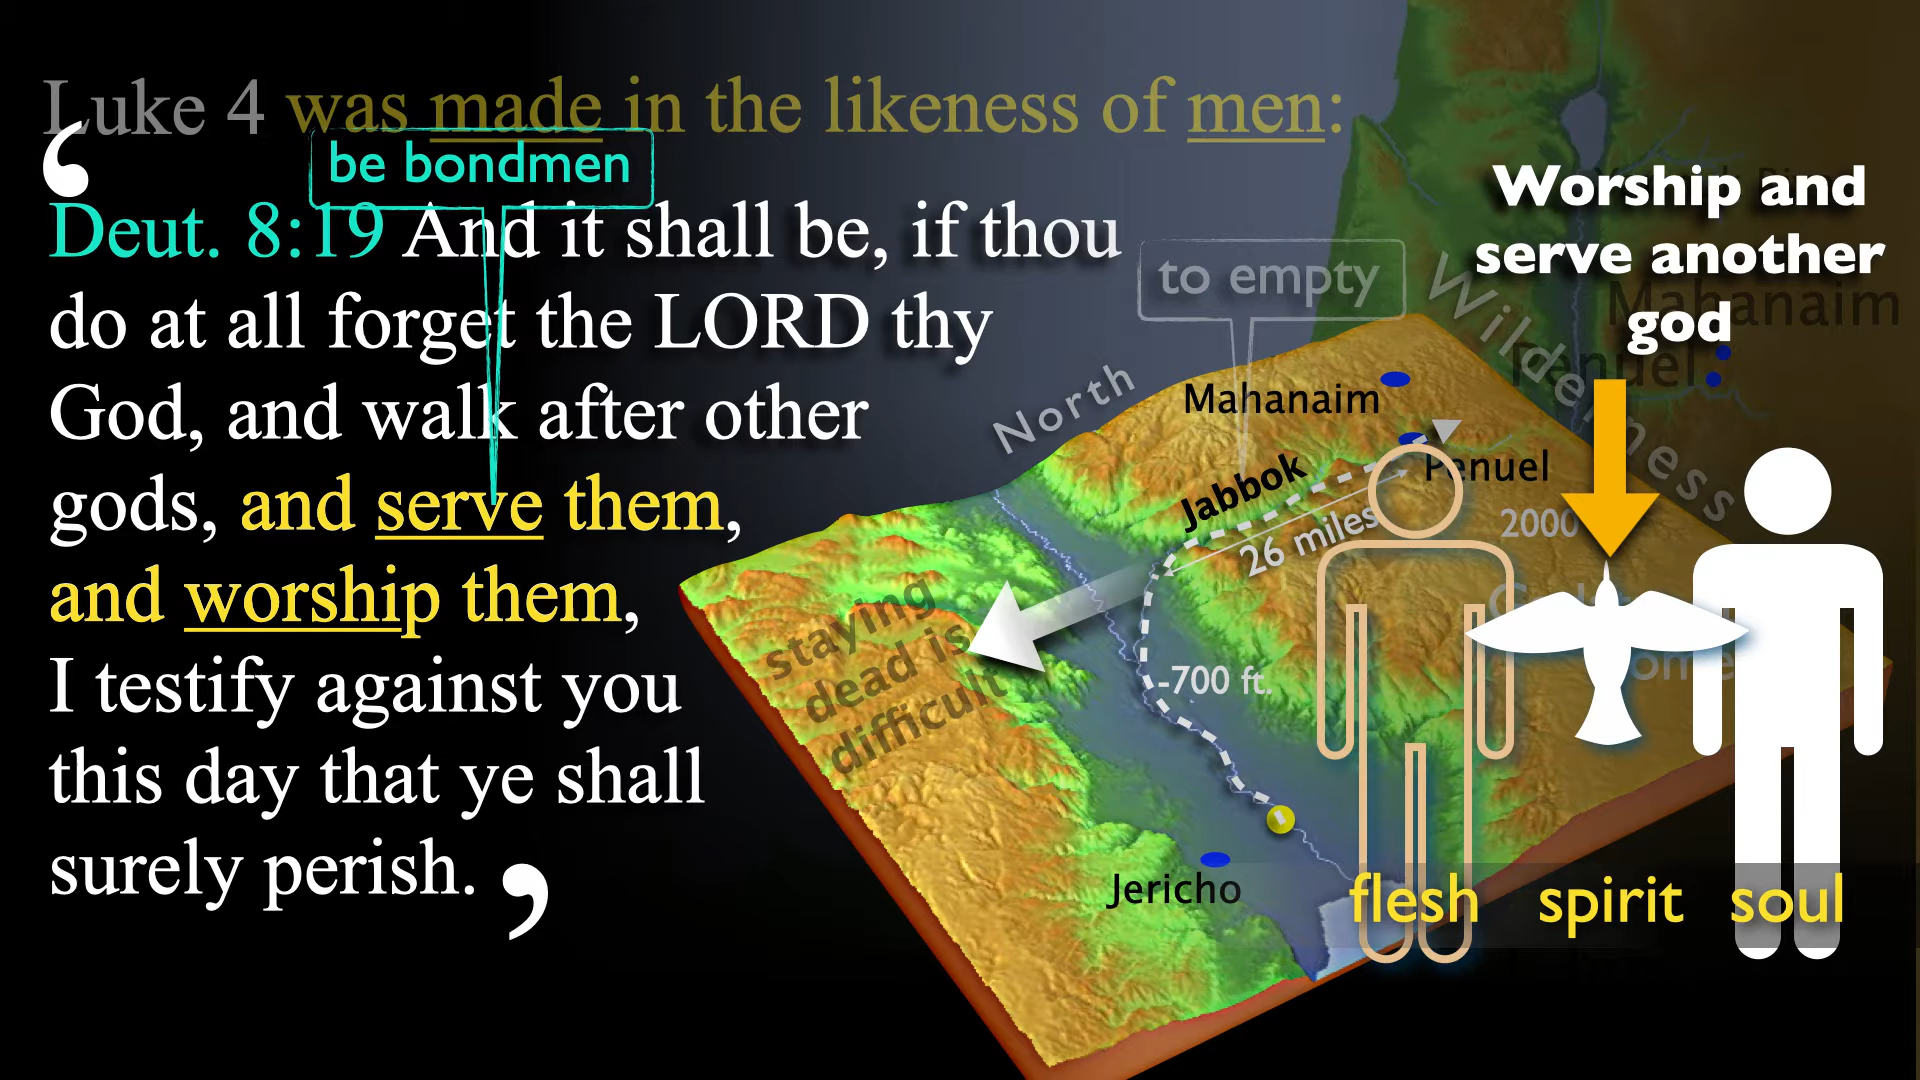 Luke 4 was made in the likeness of men:
be bondmen
Deut. 8:19 And it shall be, if thou
do at all forget the LORD thy
God, and walk after other
gods, and serve them,
and worship them,
I testify against you
this day that ye shall
surely perish.
Worship and
serve another
god
to empty
Wilderness
Mahanaim
Penuel
North
Mahanaim
Penuel
Jabbok
26 miles
2000
staying
dead is
difficult
-700 ft.
Jericho
flesh spirit soul